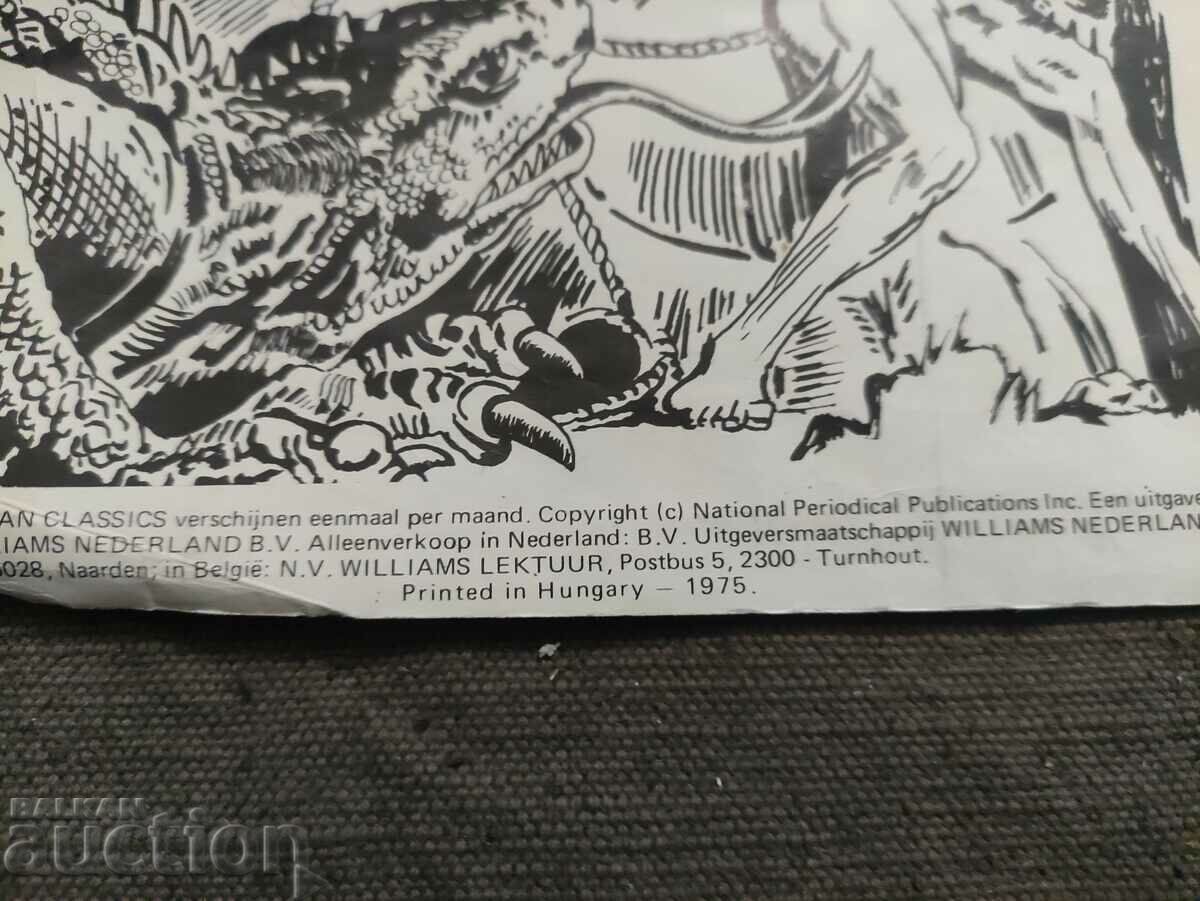 AN CLASSICS verschijnen eenmaal per maand. Copyright (c) National Periodical Publications Inc. Een uitgave
IAMS NEDERLAND B.V. Alleenverkoop in Nederland: B.V. Uitgeversmaatschappij WILLIAMS NEDERLAN
028, Naarden; in België: N.V. WILLIAMS LEKTUUR, Postbus 5, 2300 - Turnhout.
Printed in Hungary – 1975.
BALKAN
auction